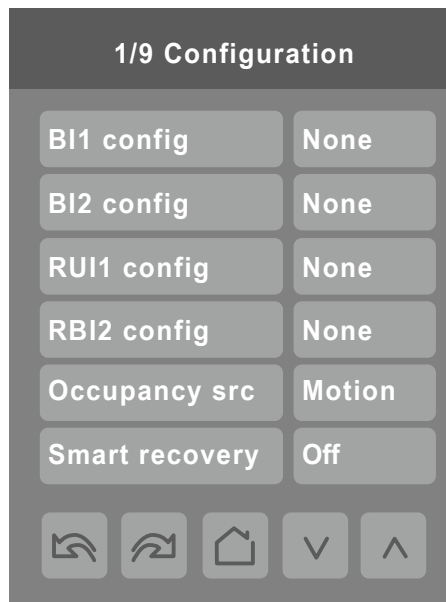 1/9 Configuration
BI1 config None
BI2 config None
RUI1 config None
RBI2 config None
Occupancy src Motion
Smart recovery Off